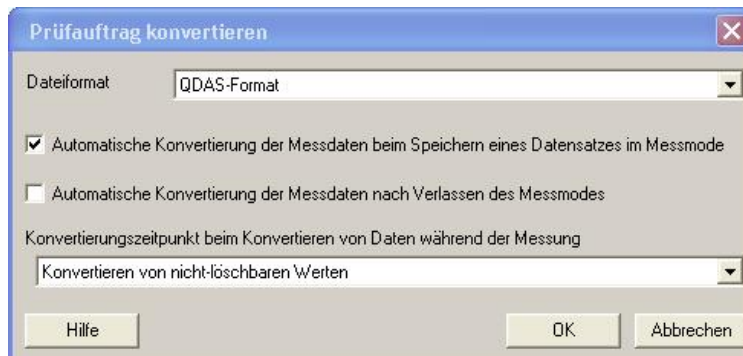 Prüfauftrag konvertieren
Dateiformat QDAS-Format
Automatische Konvertierung der Messdaten beim Speichern eines Datensatzes im Messmode
Automatische Konvertierung der Messdaten nach Verlassen des Messmodes
Konvertierungszeitpunkt beim Konvertieren von Daten während der Messung
Konvertieren von nicht-löschbaren Werten
Hilfe OK Abbrechen